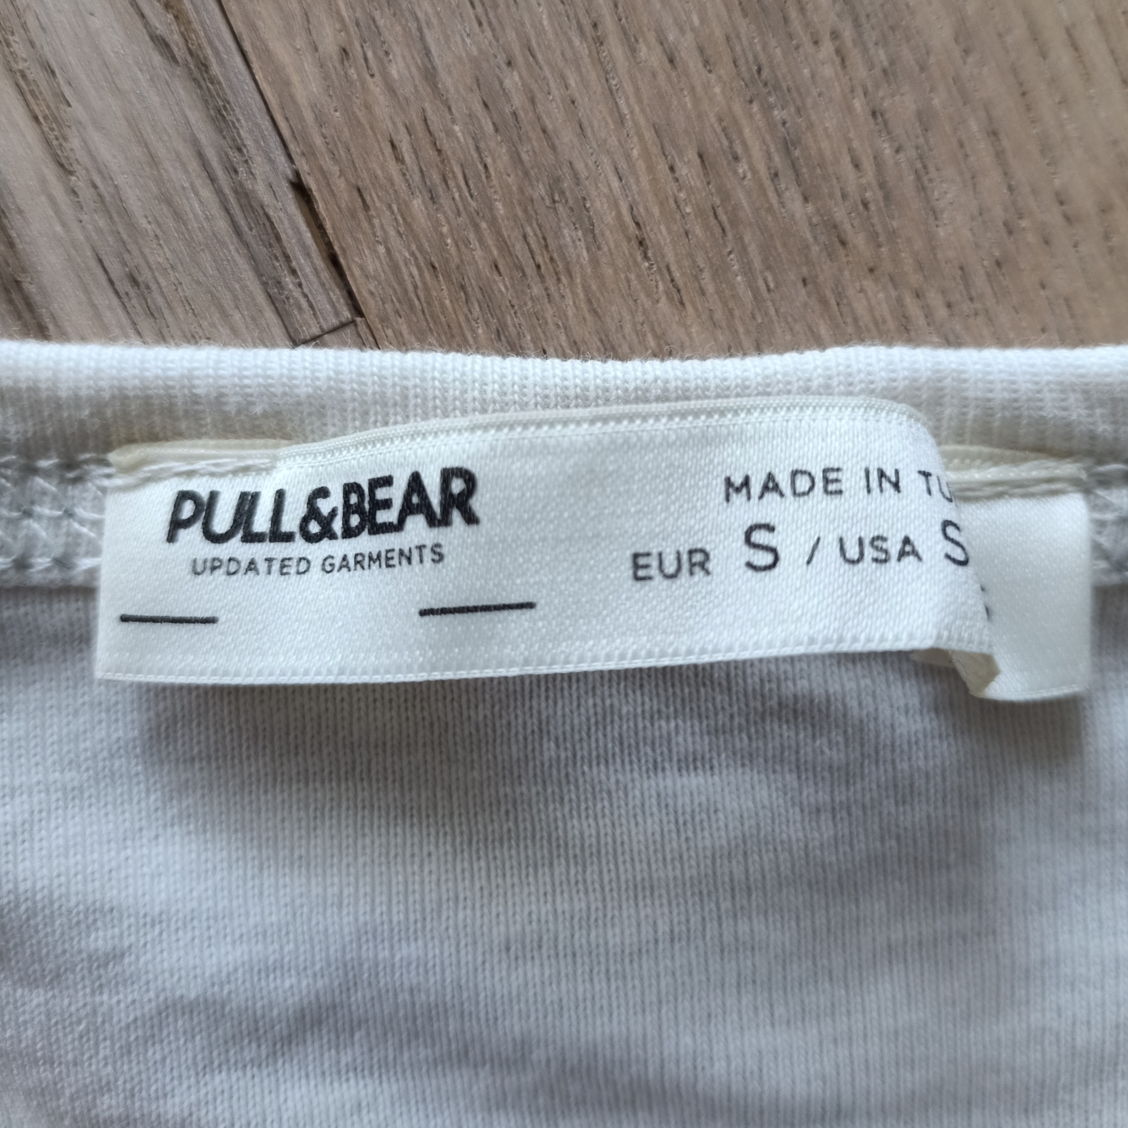 PULL&BEAR
UPDATED GARMENTS
MADE IN TU
EUR S / USA S